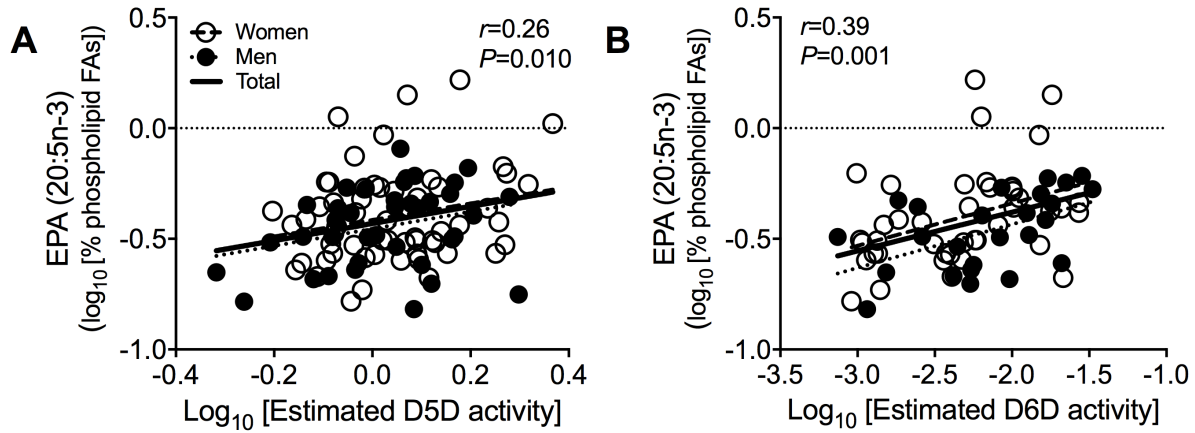 A
EPA (20:5n-3)
(log10 [% phospholipid FAs])
Women
Men
Total
r=0.26
P=0.010
0.5
0.0
-0.5
-1.0
-0.4 -0.2 0.0 0.2 0.4
Log10 [Estimated D5D activity]
B
EPA (20:5n-3)
(log10 [% phospholipid FAs])
r=0.39
P=0.001
0.5
0.0
-0.5
-1.0
-3.5 -3.0 -2.5 -2.0 -1.5 -1.0
Log10 [Estimated D6D activity]